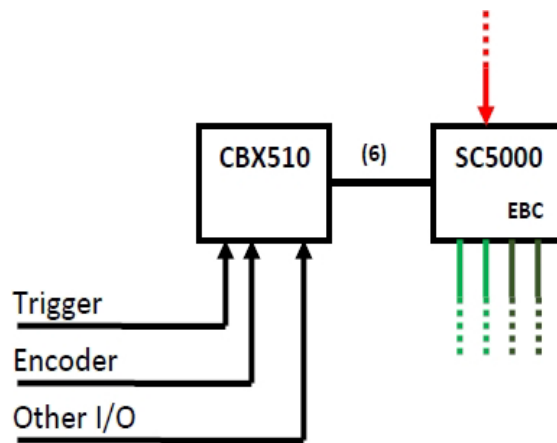 CBX510
(6)
SC5000
EBC
Trigger
Encoder
Other I/O